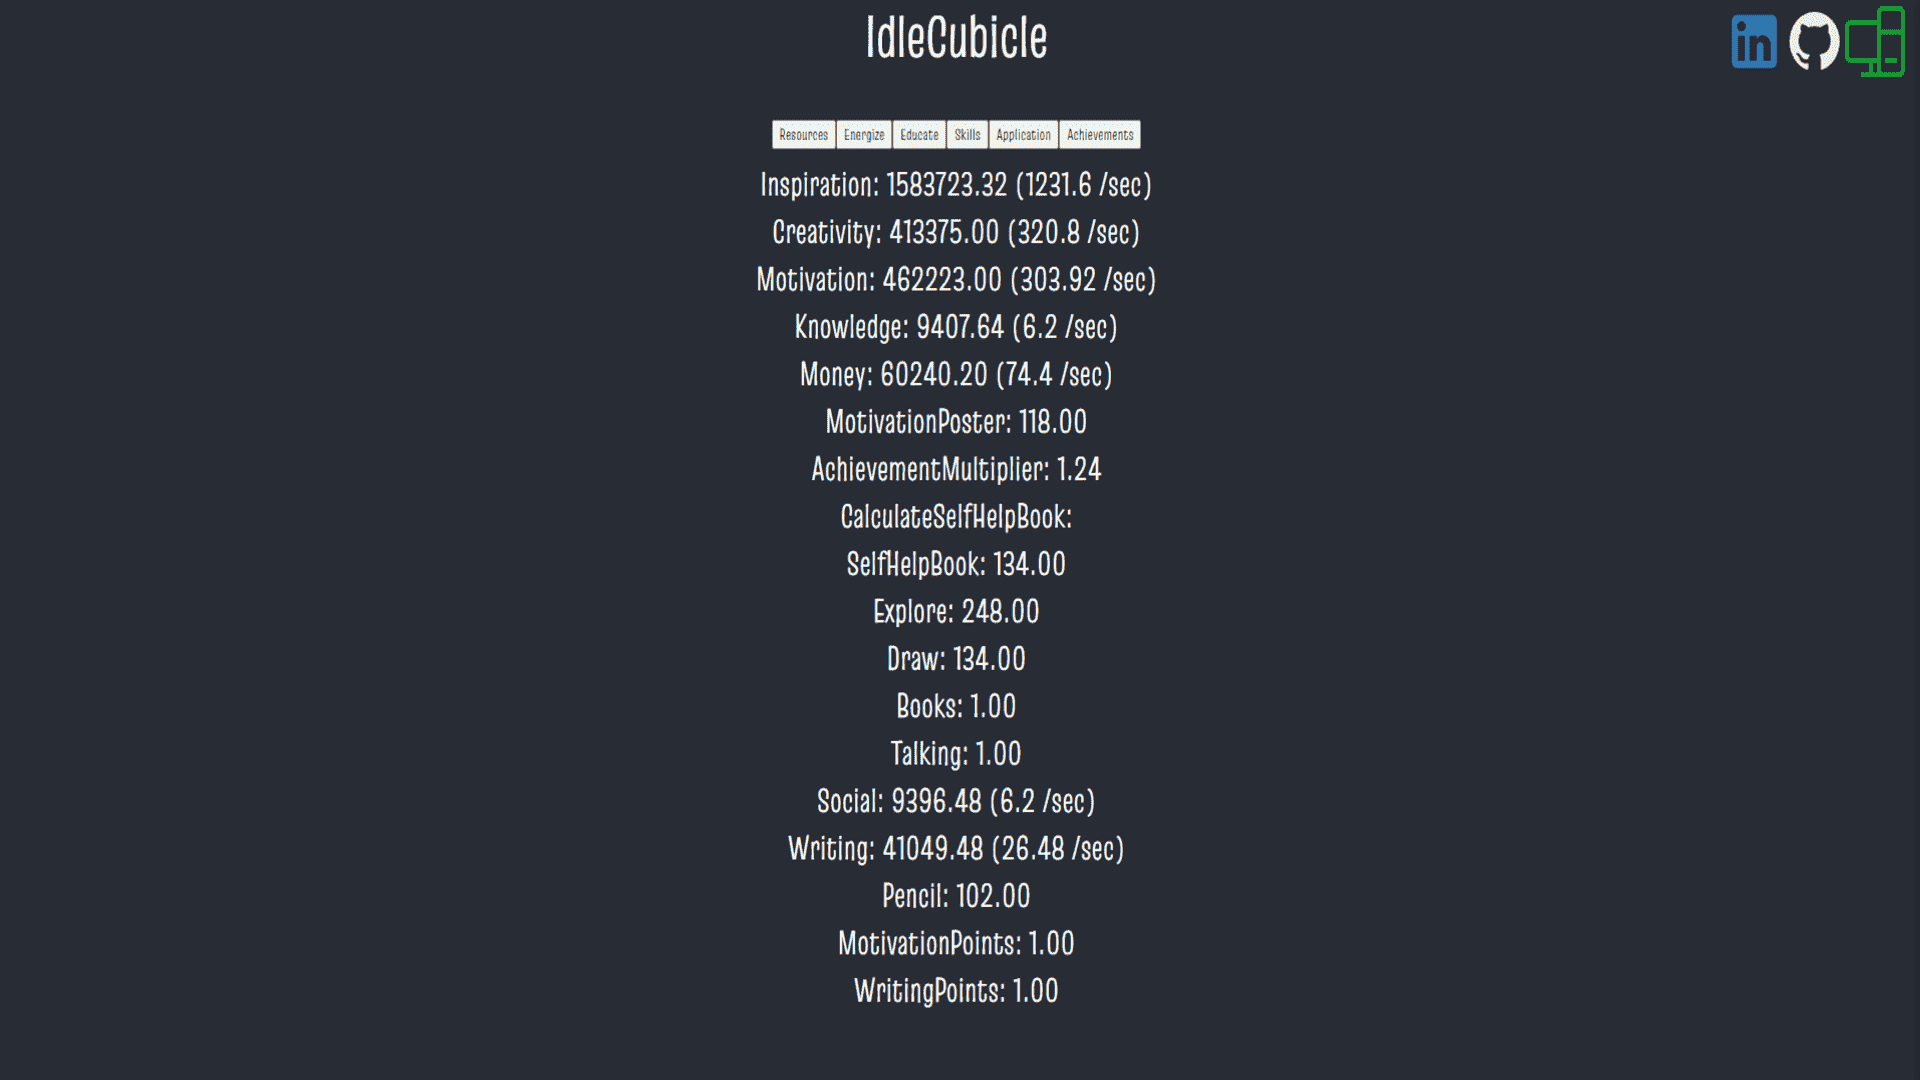 IdleCubicle
in
Resources Energize Educate Skills Application Achievements
Inspiration: 1583723.32 (1231.6 /sec)
Creativity: 413375.00 (320.8 /sec)
Motivation: 462223.00 (303.92 /sec)
Knowledge: 9407.64 (6.2 /sec)
Money: 60240.20 (74.4 /sec)
MotivationPoster: 118.00
AchievementMultiplier: 1.24
CalculateSelfHelpBook:
SelfHelpBook: 134.00
Explore: 248.00
Draw: 134.00
Books: 1.00
Talking: 1.00
Social: 9396.48 (6.2 /sec)
Writing: 41049.48 (26.48 /sec)
Pencil: 102.00
MotivationPoints: 1.00
WritingPoints: 1.00